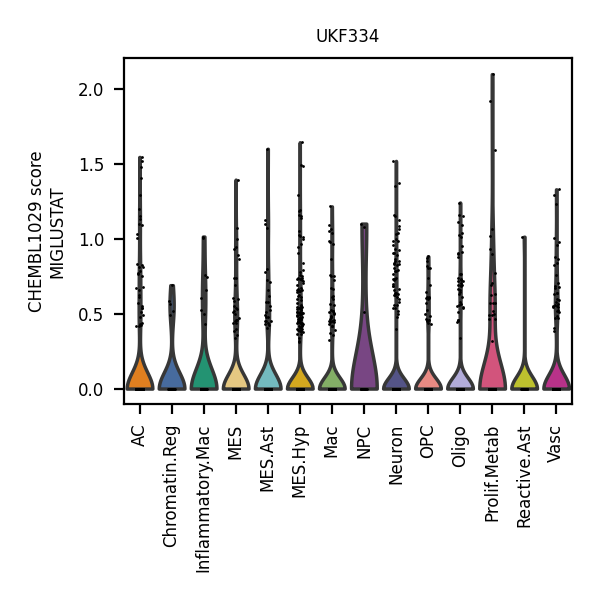 UKF334
CHEMBL1029 score
MIGLUSTAT
2.0
1.5
1.0
0.5
0.0
AC
Chromatin.Reg
Inflammatory.Mac
MES
MES.Ast
MES.Hyp
Mac
NPC
Neuron
OPC
Oligo
Prolif.Metab
Reactive.Ast
Vasc